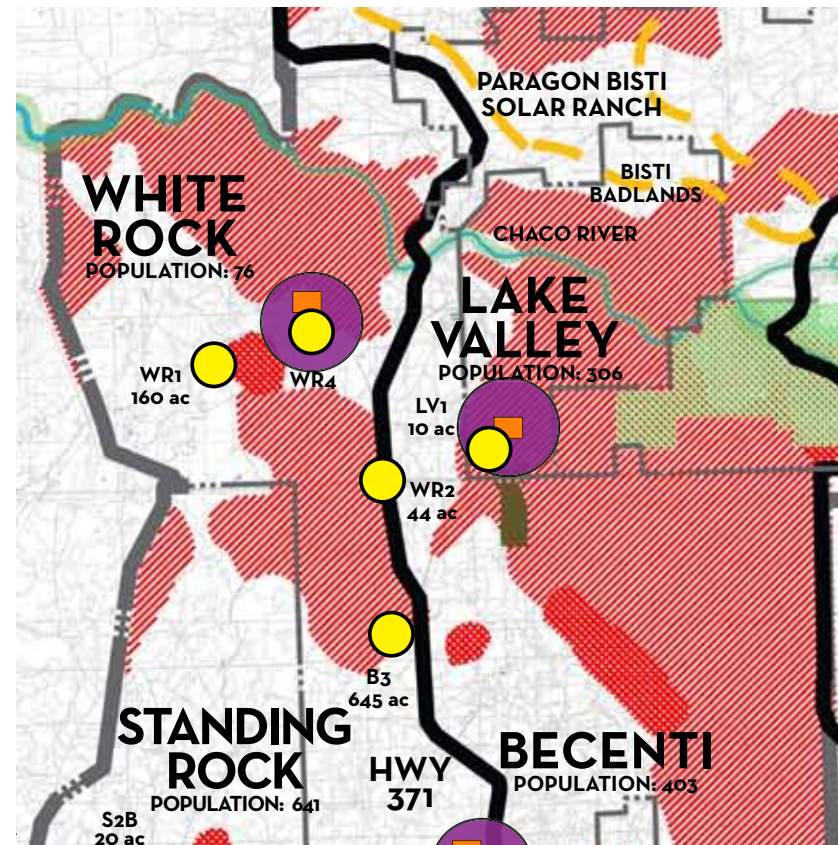 PARAGON BISTI
SOLAR RANCH
BISTI
BADLANDS
WHITE
ROCK
POPULATION: 76
CHACO RIVER
LAKE
VALLEY
POPULATION: 306
WR1
160 ac
WR4
LV1
10 ac
WR2
44 ac
B3
645 ac
STANDING
ROCK
POPULATION: 641
HWY
371
BECENTI
POPULATION: 403
S2B
20 ac